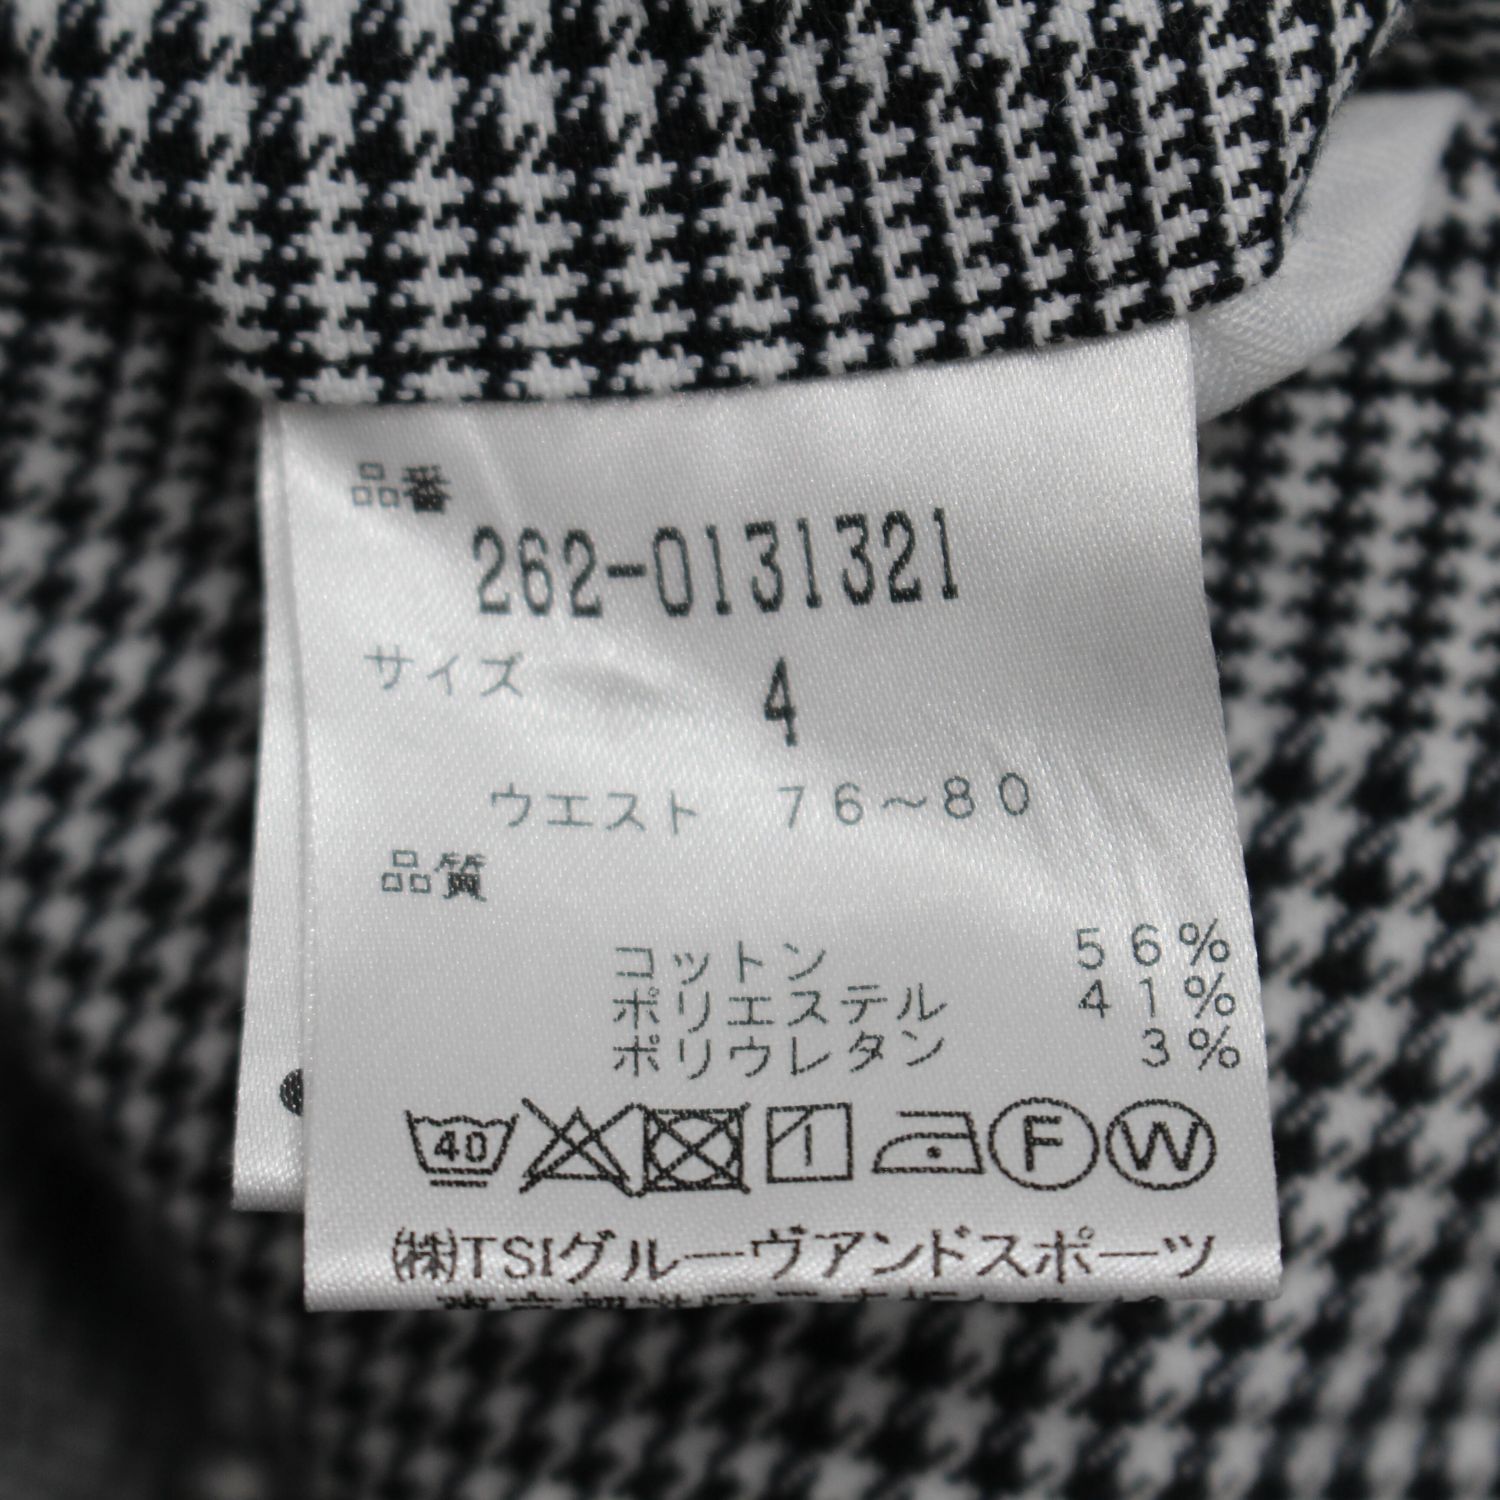 品番
262-0131321
サイズ 4
ウエスト 76~80
品質
コットン 56%
ポリエステル 41%
ポリウレタン 3%
40 F W
㈱TSIグルーヴアンドスポーツ